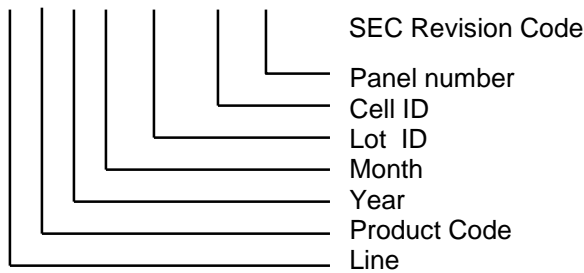 SEC Revision Code
Panel number
Cell ID
Lot ID
Month
Year
Product Code
Line